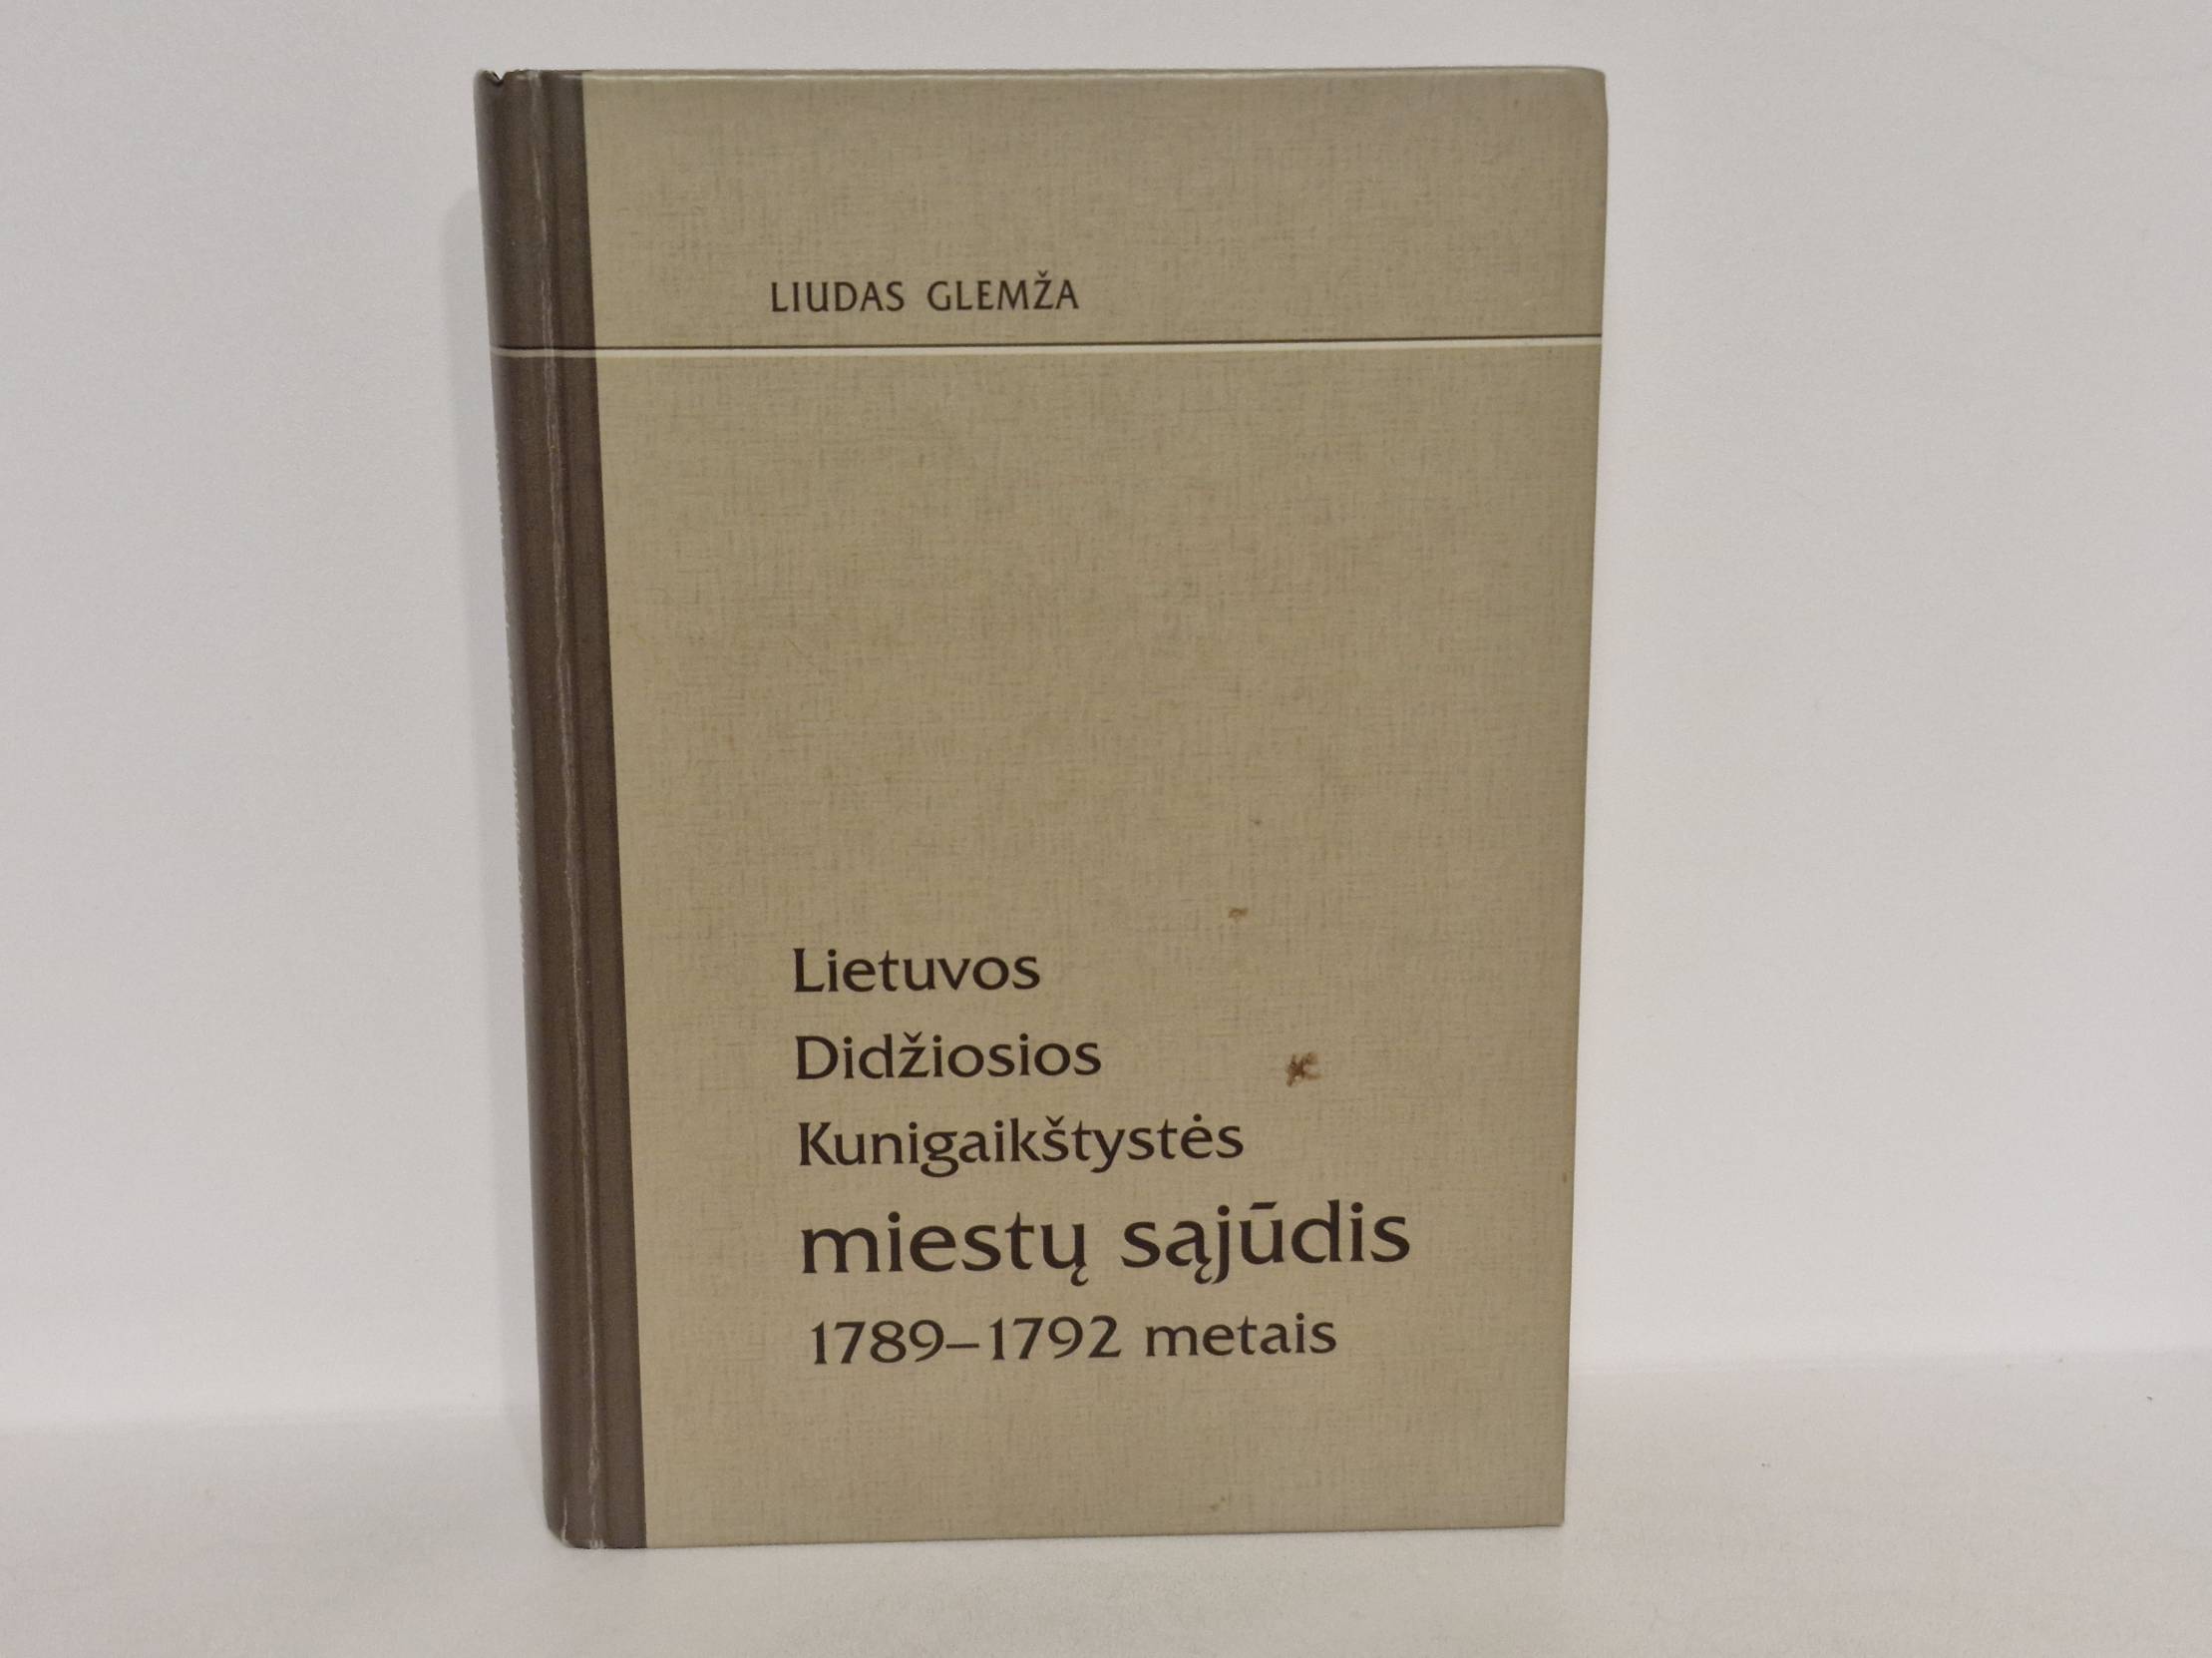 LIUDAS GLEMŽA
Lietuvos
Didžiosios
Kunigaikštystės
miestų sąjūdis
1789–1792 metais